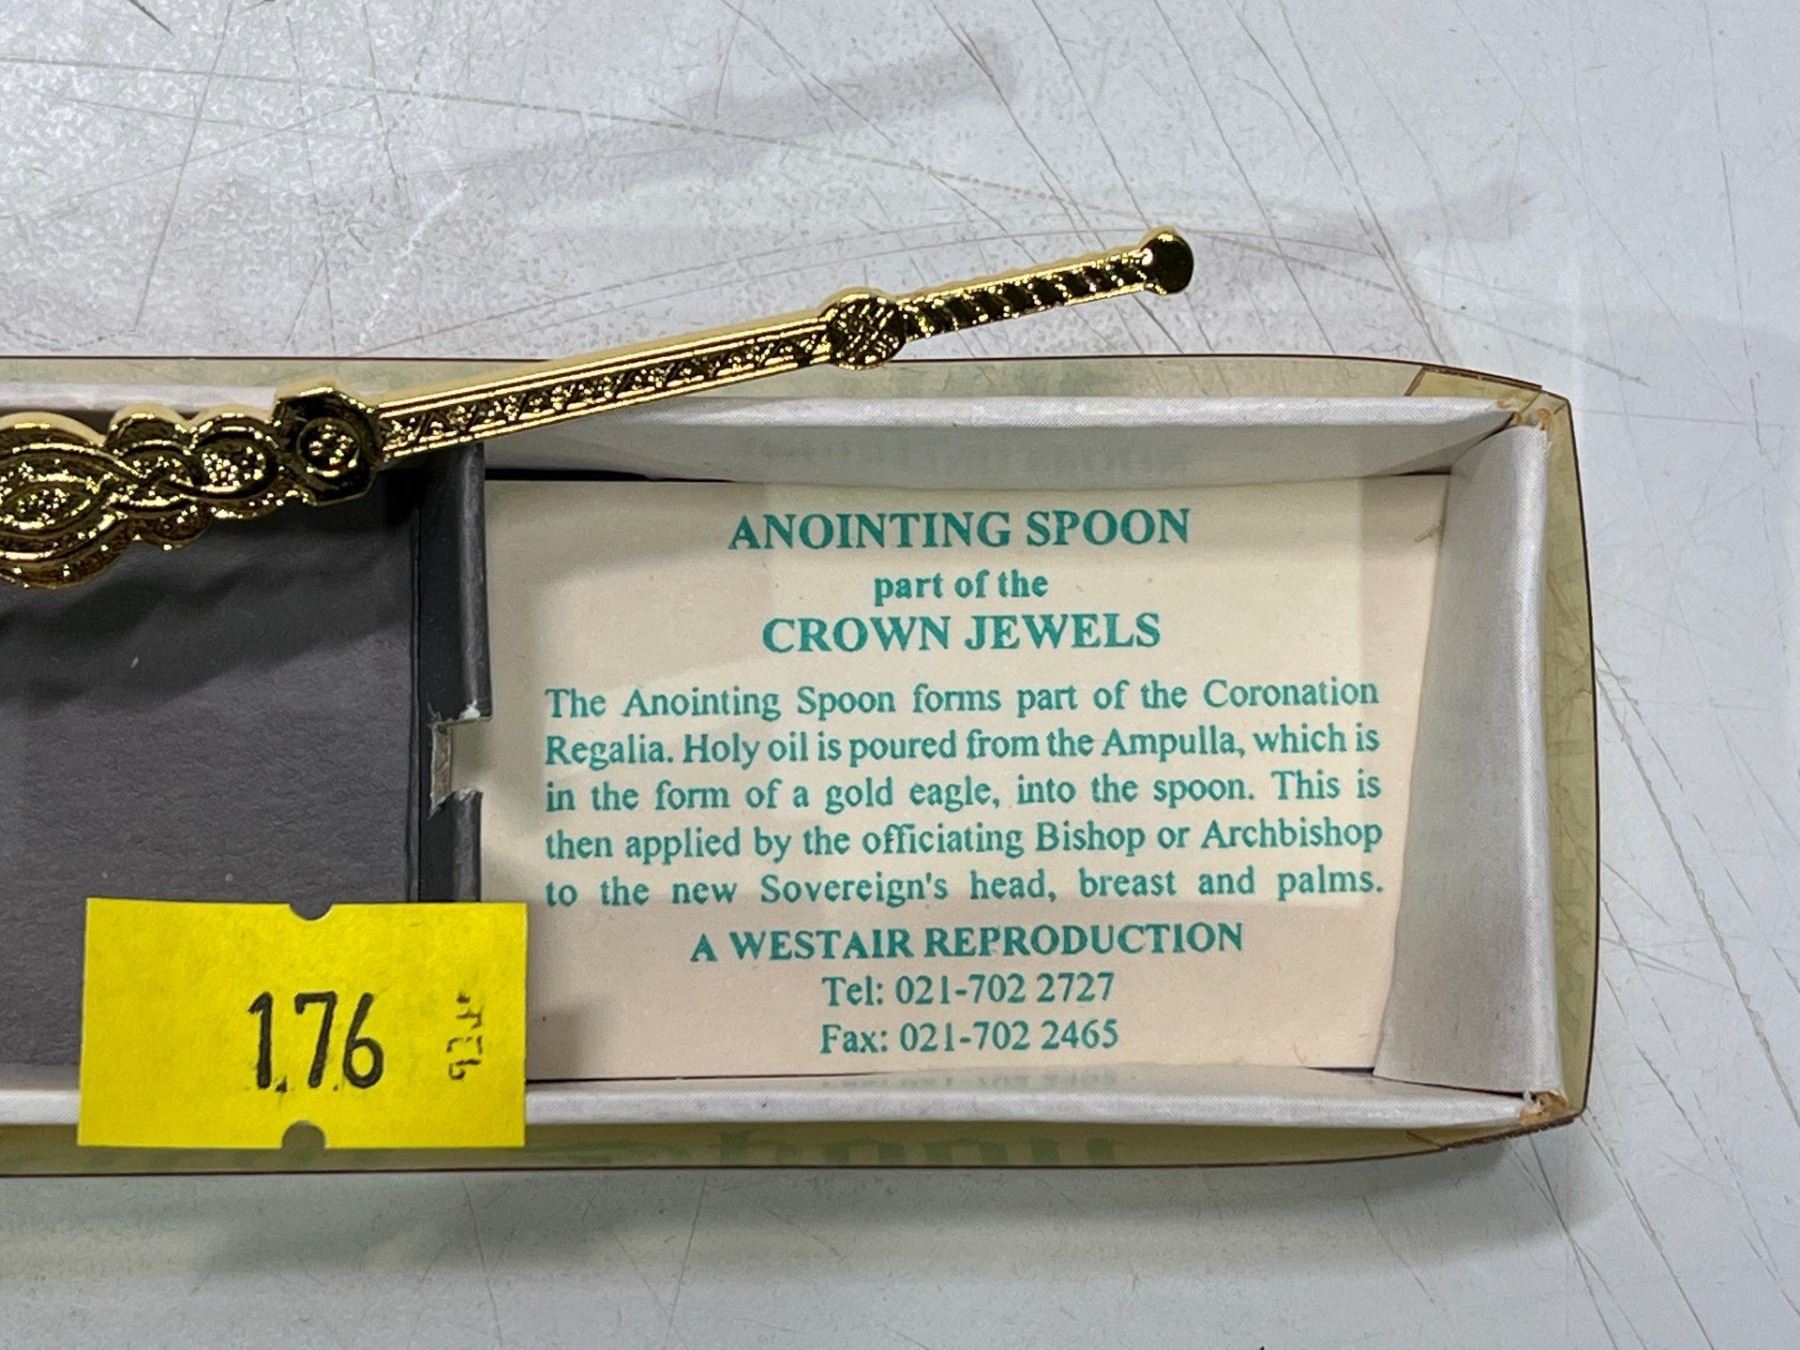 ANOINTING SPOON
part of the
CROWN JEWELS
The Anointing Spoon forms part of the Coronation
Regalia. Holy oil is poured from the Ampulla, which is
in the form of a gold eagle, into the spoon. This is
then applied by the officiating Bishop or Archbishop
to the new Sovereign's head, breast and palms.
A WESTAIR REPRODUCTION
Tel: 021-702 2727
Fax: 021-702 2465
176